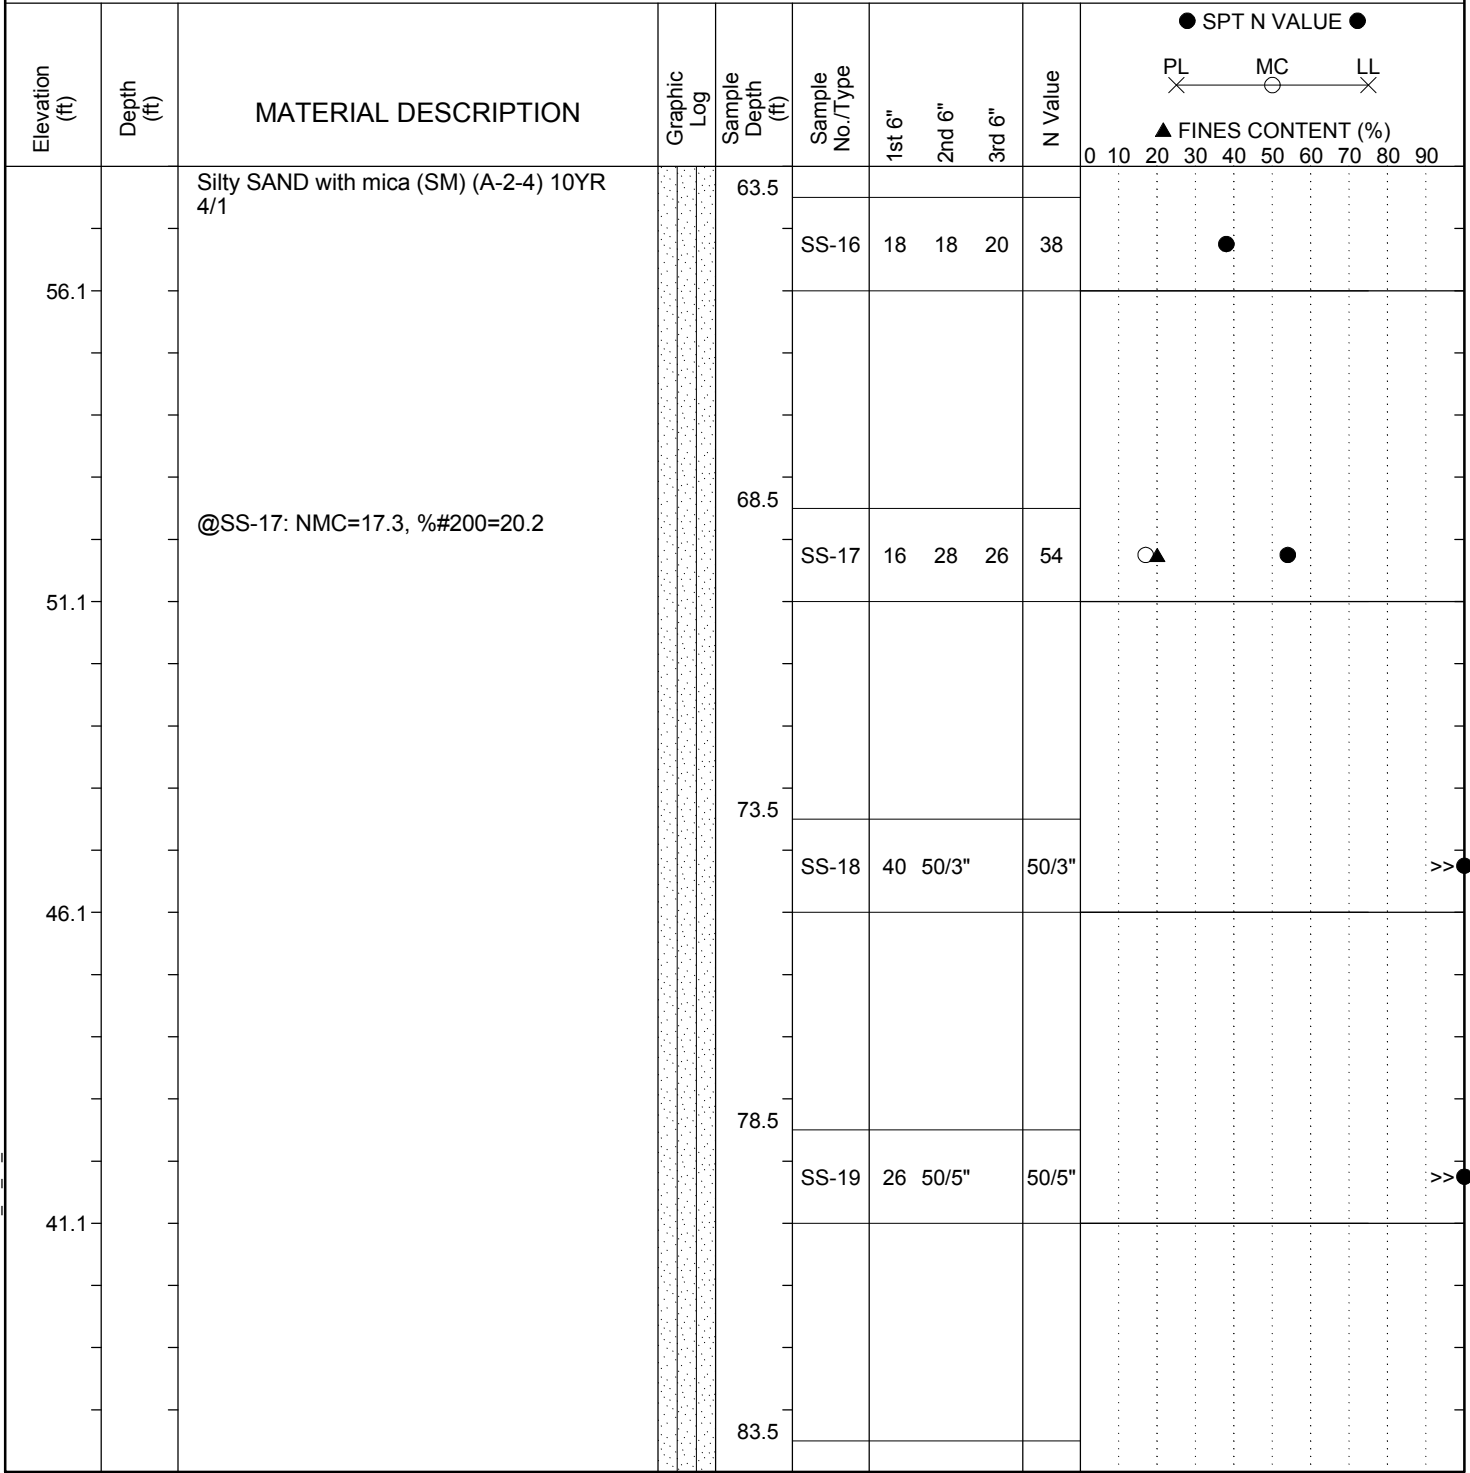 Elevation
(ft)
Depth
(ft)
MATERIAL DESCRIPTION
Graphic
Log
Sample
Depth
(ft)
Sample
No./Type
1st 6"
2nd 6"
3rd 6"
N Value
● SPT N VALUE ●
PL MC LL
▲ FINES CONTENT (%)
0 10 20 30 40 50 60 70 80 90
Silty SAND with mica (SM) (A-2-4) 10YR
4/1
63.5
SS-16 18 18 20 38
56.1
68.5
@SS-17: NMC=17.3, %#200=20.2
SS-17 16 28 26 54
51.1
73.5
SS-18 40 50/3" 50/3" >>
46.1
78.5
SS-19 26 50/5" 50/5" >>
41.1
83.5